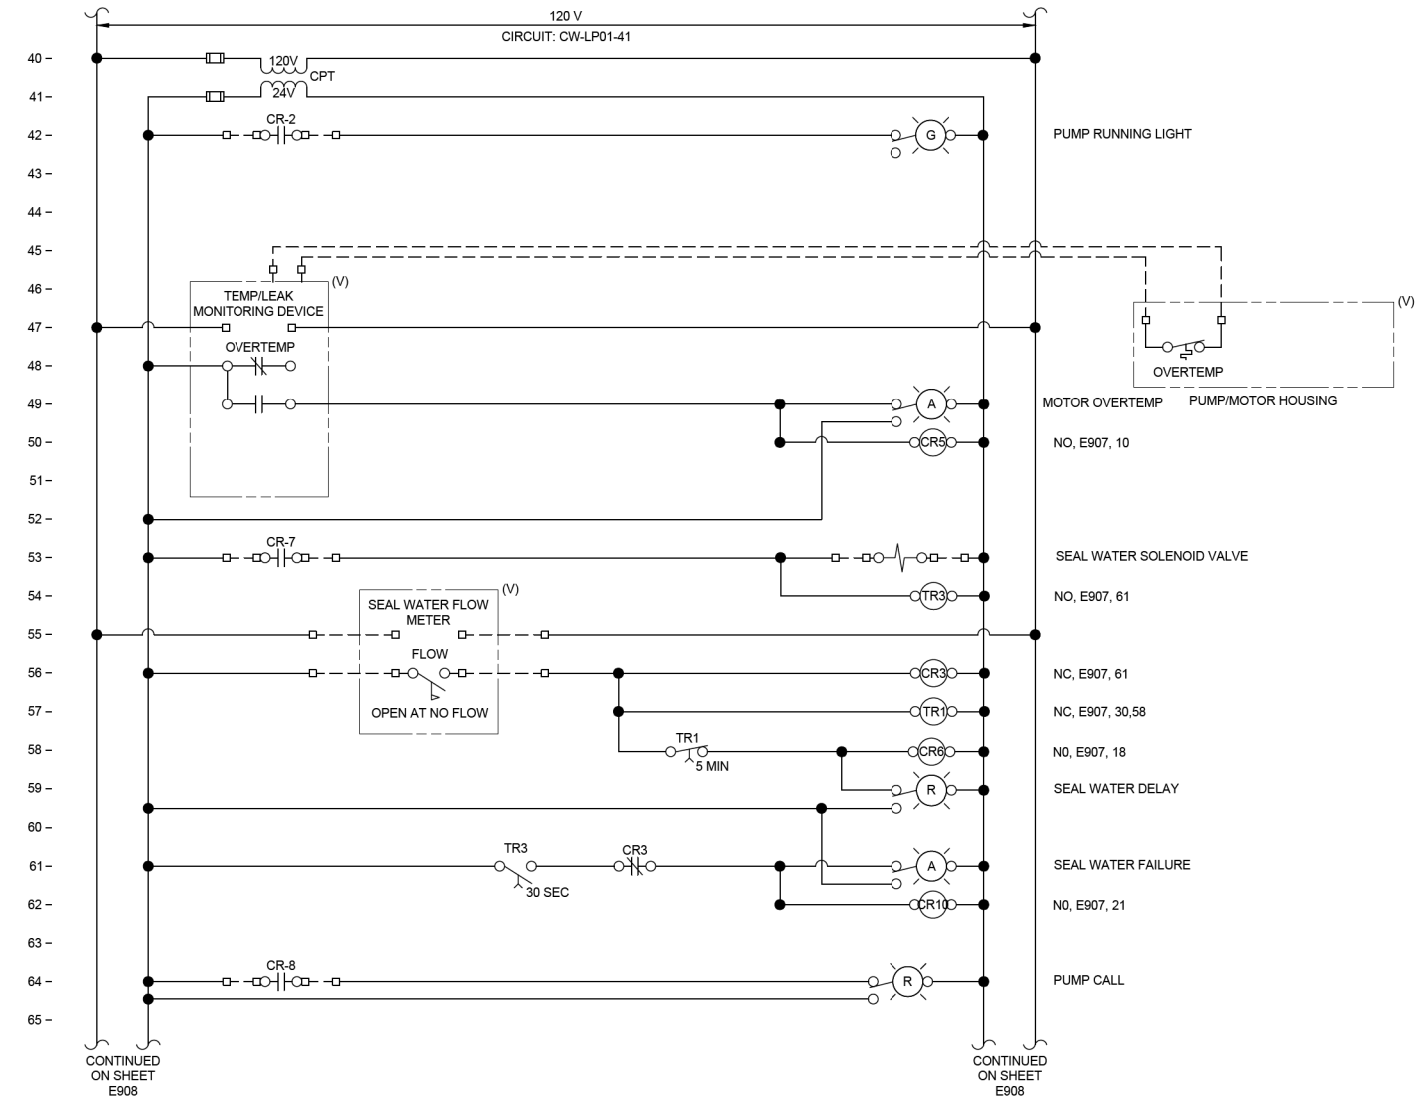 120 V
CIRCUIT: CW-LP01-41
40
120V
CPT
41
24V
42
CR-2
G
PUMP RUNNING LIGHT
43
44
45
46
(V)
TEMP/LEAK
MONITORING DEVICE
(V)
47
OVERTEMP
48
OVERTEMP
49
A
MOTOR OVERTEMP
PUMP/MOTOR HOUSING
50
CR5
NO, E907, 10
51
52
53
CR-7
SEAL WATER SOLENOID VALVE
54
TR3
NO, E907, 61
(V)
SEAL WATER FLOW
METER
55
FLOW
56
CR3
NC, E907, 61
57
OPEN AT NO FLOW
TR1
NC, E907, 30,58
58
TR1
5 MIN
CR6
N0, E907, 18
59
R
SEAL WATER DELAY
60
61
TR3
30 SEC
CR3
A
SEAL WATER FAILURE
62
CR10
N0, E907, 21
63
64
CR-8
R
PUMP CALL
65
CONTINUED
ON SHEET
E908
CONTINUED
ON SHEET
E908